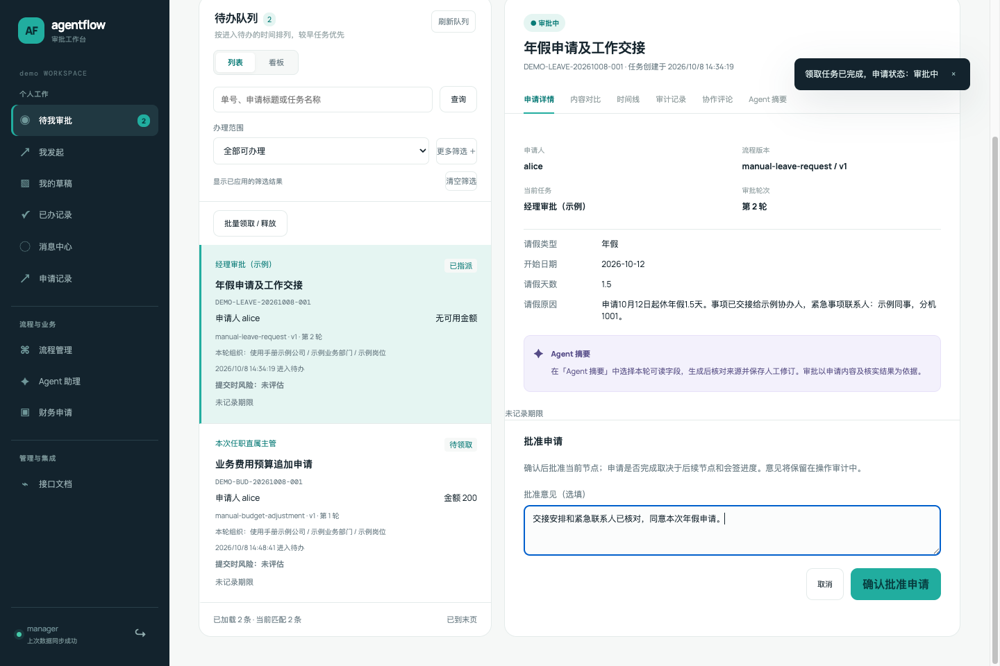 AF
agentflow
审批工作台
demo WORKSPACE
个人工作
待我审批
2
我发起
我的草稿
已办记录
消息中心
申请记录
流程与业务
流程管理
Agent 助理
财务申请
管理与集成
接口文档
manager
上次数据同步成功
待办队列 2
刷新队列
按进入待办的时间排列，较早任务优先
列表
看板
单号、申请标题或任务名称
查询
办理范围
全部可办理
更多筛选 +
显示已应用的筛选结果
清空筛选
批量领取 / 释放
经理审批（示例）
已指派
年假申请及工作交接
DEMO-LEAVE-20261008-001
申请人 alice
无可用金额
manual-leave-request · v1 · 第 2 轮
本轮组织：使用手册示例公司 / 示例业务部门 / 示例岗位
2026/10/8 14:34:19 进入待办
提交时风险：未评估
未记录期限
本次任职直属主管
待领取
业务费用预算追加申请
DEMO-BUD-20261008-001
申请人 alice
金额 200
manual-budget-adjustment · v1 · 第 1 轮
本轮组织：使用手册示例公司 / 示例业务部门 / 示例岗位
2026/10/8 14:48:41 进入待办
提交时风险：未评估
未记录期限
已加载 2 条 · 当前匹配 2 条
已到末页
审批中
年假申请及工作交接
DEMO-LEAVE-20261008-001 · 任务创建于 2026/10/8 14:34:19
领取任务已完成，申请状态：审批中 ×
申请详情
内容对比
时间线
审计记录
协作评论
Agent 摘要
申请人
流程版本
alice
manual-leave-request / v1
当前任务
审批轮次
经理审批（示例）
第 2 轮
请假类型
年假
开始日期
2026-10-12
请假天数
1.5
请假原因
申请10月12日起休年假1.5天。事项已交接给示例协办人，紧急事项联系人：示例同事，分机
1001。
Agent 摘要
在「Agent 摘要」中选择本轮可读字段，生成后核对来源并保存人工修订。审批以申请内容及核实结果为依据。
未记录期限
批准申请
确认后批准当前节点；申请是否完成取决于后续节点和会签进度。意见将保留在操作审计中。
批准意见（选填）
交接安排和紧急联系人已核对，同意本次年假申请。
取消
确认批准申请